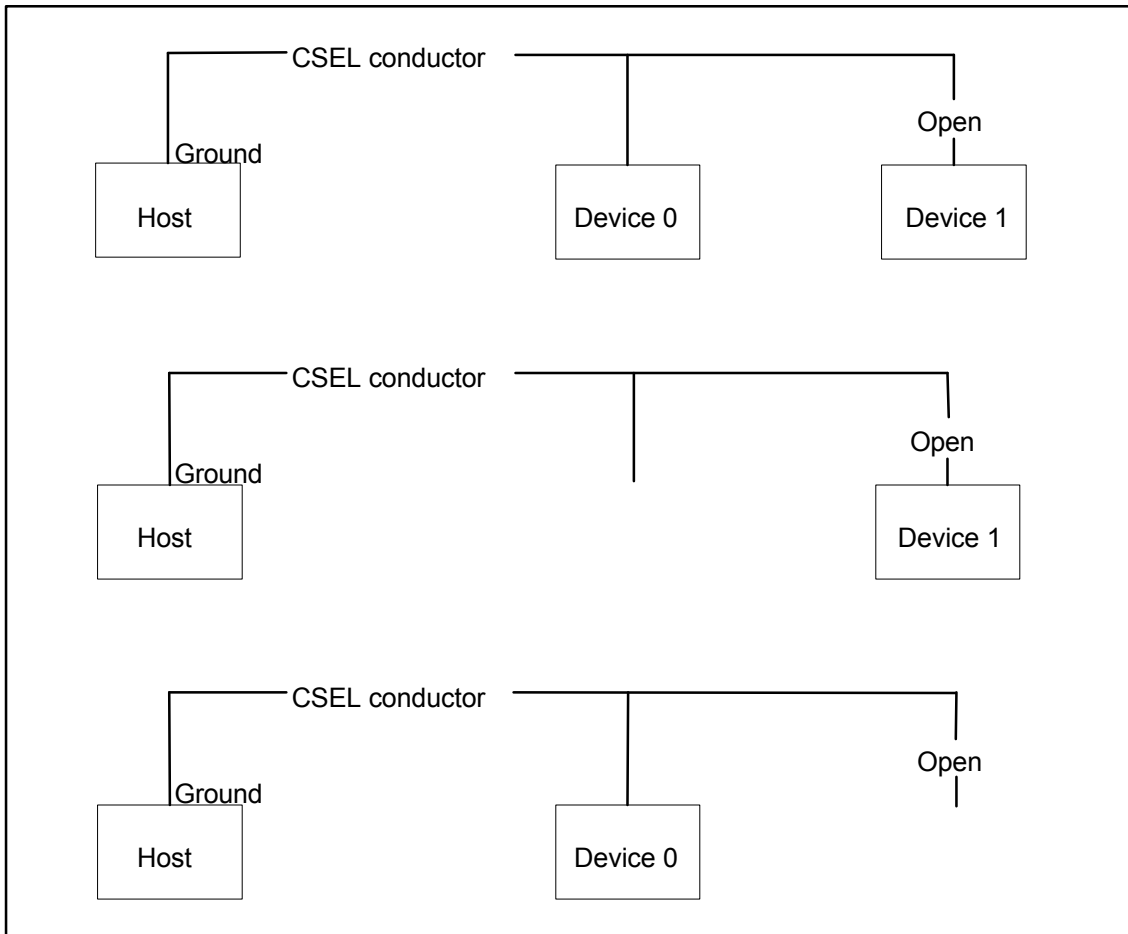 CSEL conductor
Open
Ground
Host
Device 0
Device 1
CSEL conductor
Open
Ground
Host
Device 1
CSEL conductor
Open
Ground
Host
Device 0